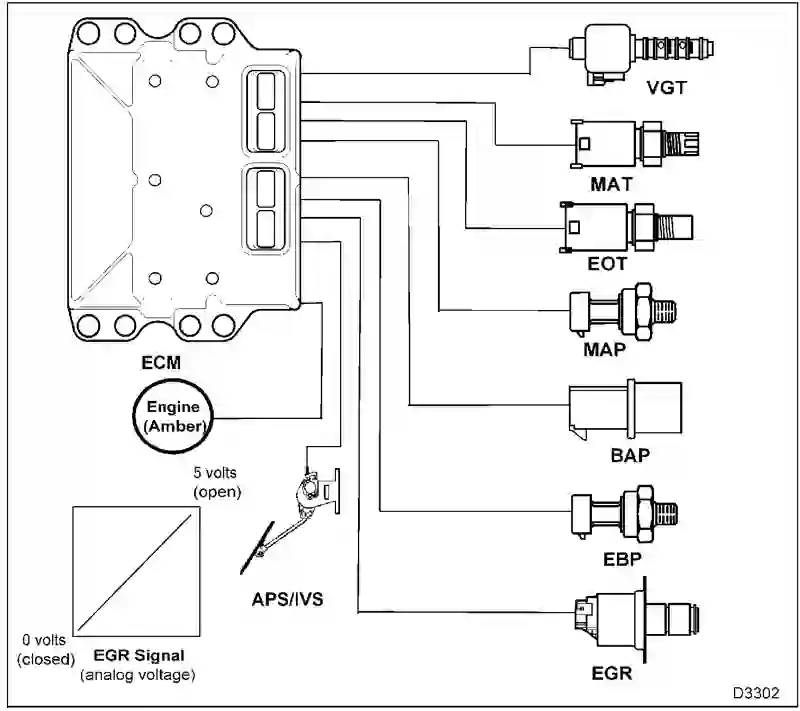 VGT
MAT
EOT
MAP
ECM
Engine
(Amber)
BAP
5 volts
(open)
EBP
APS/IVS
0 volts
(closed)
EGR Signal
(analog voltage)
EGR
D3302